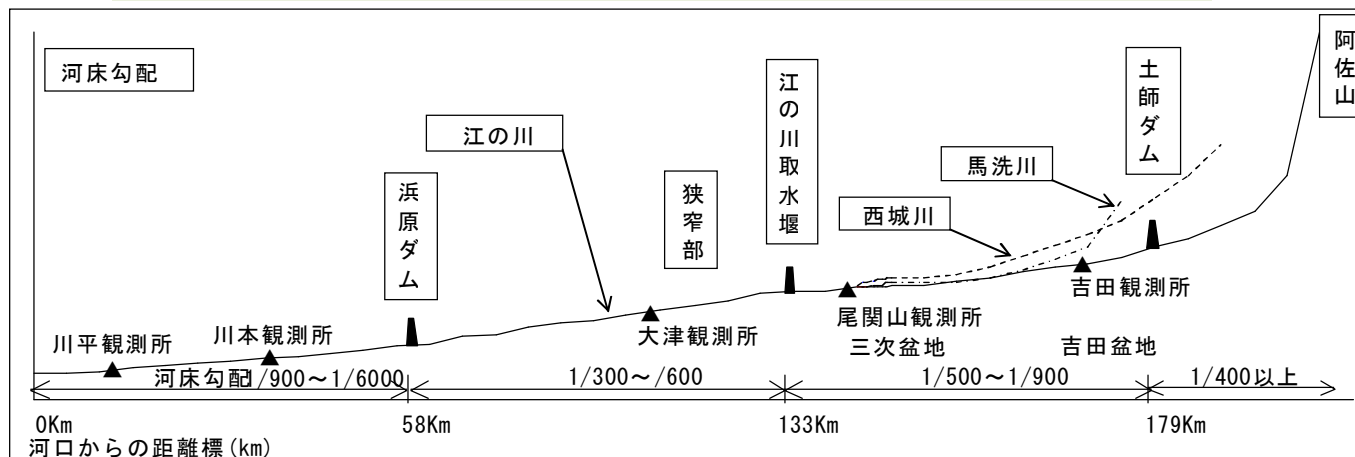 河床勾配
阿佐山
土師ダム
江の川取水堰
江の川
馬洗川
浜原ダム
狭窄部
西城川
吉田観測所
川平観測所
川本観測所
大津観測所
尾関山観測所
三次盆地
吉田盆地
河床勾配1/900～1/6000
1/300～/600
1/500～1/900
1/400以上
0Km
58Km
133Km
179Km
河口からの距離標(km)